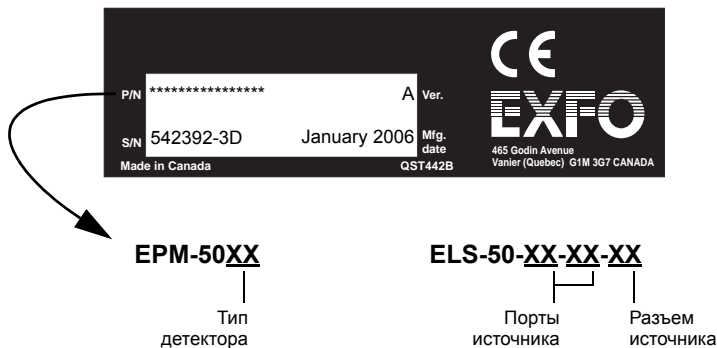 CE
EXFO
P/N **************** A Ver.
S/N 542392-3D January 2006 Mfg. date
465 Godin Avenue
Vanier (Quebec) G1M 3G7 CANADA
Made in Canada QST442B
EPM-50XX
ELS-50-XX-XX-XX
Тип
детектора
Порты
источника
Разъем
источника